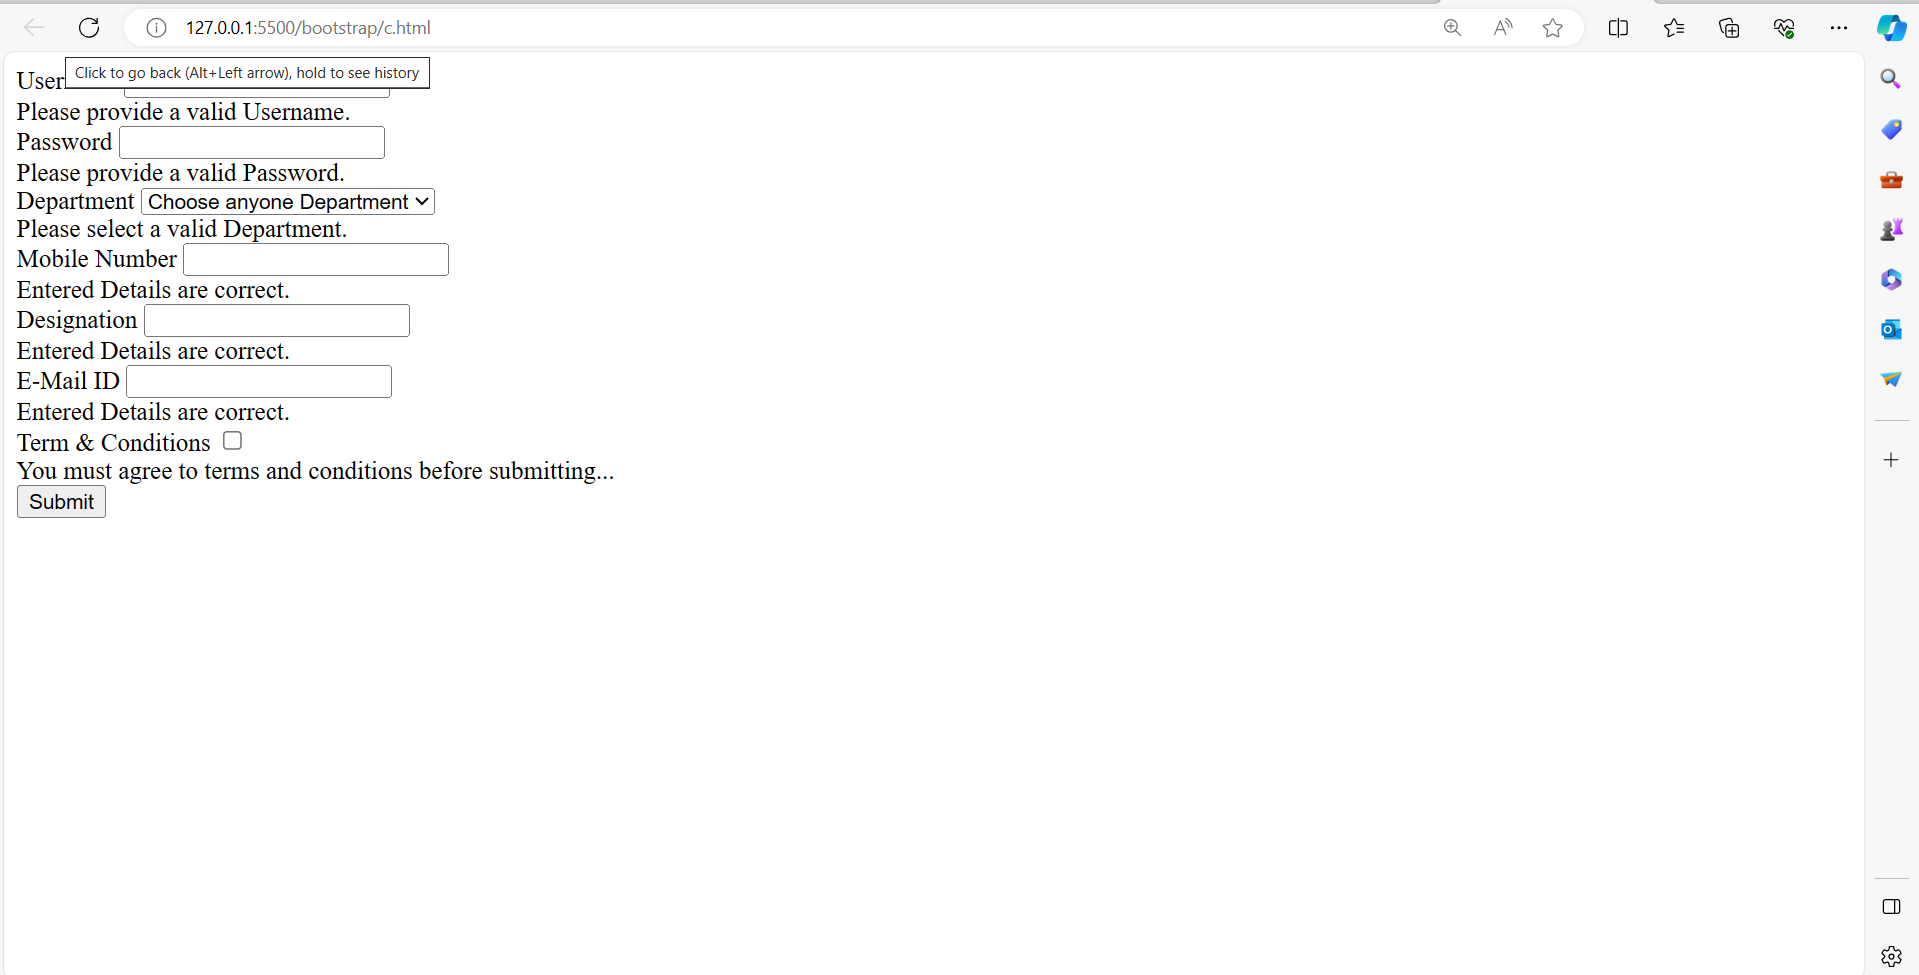 127.0.0.1:5500/bootstrap/c.html
Click to go back (Alt+Left arrow), hold to see history
Please provide a valid Username.
Password
Please provide a valid Password.
Department Choose anyone Department
Please select a valid Department.
Mobile Number
Entered Details are correct.
Designation
Entered Details are correct.
E-Mail ID
Entered Details are correct.
Term & Conditions
You must agree to terms and conditions before submitting...
Submit